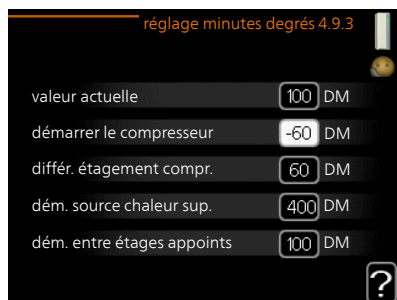 réglage minutes degrés 4.9.3
valeur actuelle 100 DM
démarrer le compresseur -60 DM
différ. étagement compr. 60 DM
dém. source chaleur sup. 400 DM
dém. entre étages appoints 100 DM
?